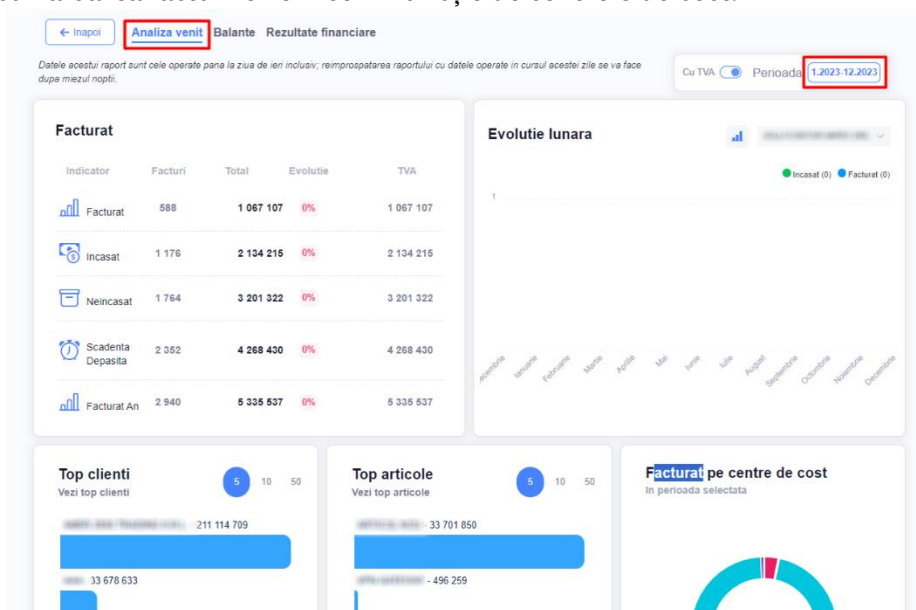 ← Inapoi Analiza venit Balante Rezultate financiare
Datele acestui raport sunt cele operate pana la ziua de ieri inclusiv; reimprospatarea raportului cu datele operate in cursul acestei zile se va face
dupa miezul noptii.
Cu TVA Perioada 1.2023-12.2023
Facturat
Indicator Facturi Total Evolutie TVA
Facturat 588 1 067 107 0% 1 067 107
Incasat 1 176 2 134 215 0% 2 134 215
Neincasat 1 764 3 201 322 0% 3 201 322
Scadenta
Depasita 2 352 4 268 430 0% 4 268 430
Facturat An 2 940 5 335 537 0% 5 335 537
Evolutie lunara
Incasat (0) Facturat (0)
1
Ianuarie Februarie Martie Aprilie Mai Iunie Iulie August Septembrie Octombrie Noiembrie Decembrie
Top clienti 5 10 50
Vezi top clienti
211 114 709
33 678 633
Top articole 5 10 50
Vezi top articole
- 33 701 850
- 496 259
Facturat pe centre de cost
In perioada selectata